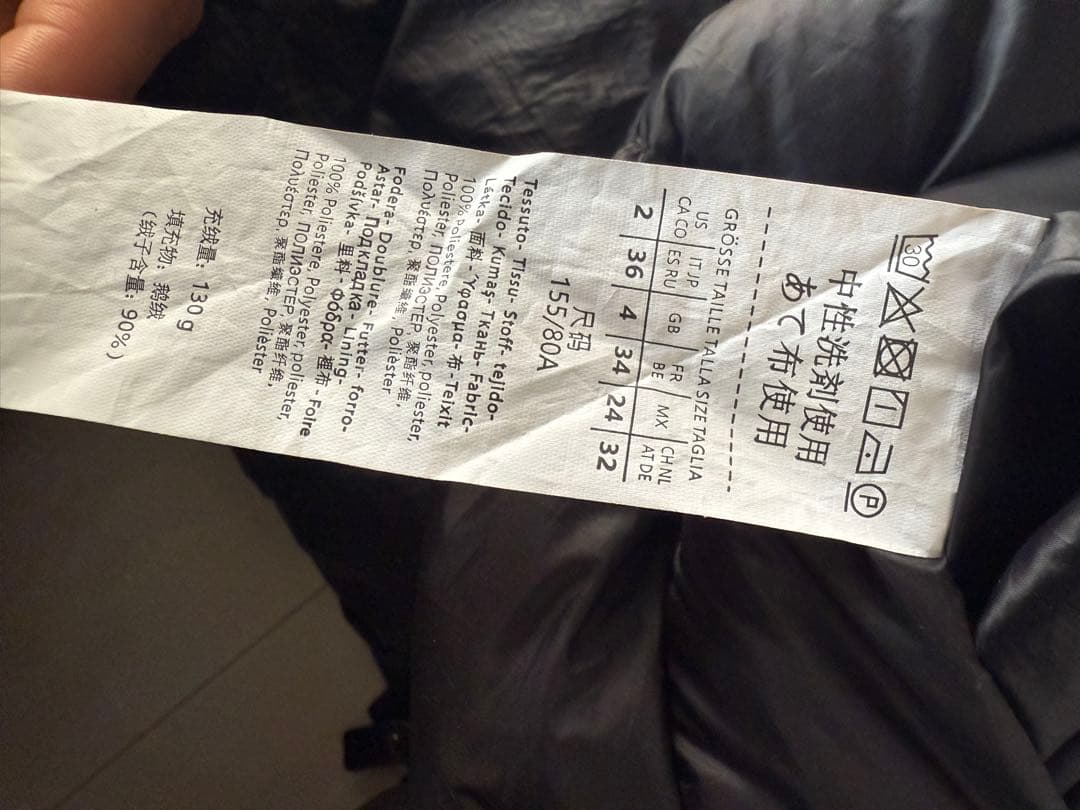 30 P
中性洗剤使用
あて布使用
GRÖSSE TAILLE TALLA SIZE TAGLIA
US IT JP GB FR MX CH NL
CA CO ES RU BE AT DE
2 36 4 34 24 32
尺码
155/80A
Tessuto- Tissu- Stoff- tejido-
Tecido- Kumaş- Ткань- Fabric-
Látka- 面料 - Ύφασμα- 布 - Teixit
100% Poliestere, Polyester, poliester,
Poliester, ПОЛИЭСТЕР, 聚酯纤维,
Πολυέστερ, 聚酯纖維, Polièster
Fodera- Doublure- Futter- forro-
Astar- Подкладка- Lining-
Podšívka- 里料 - Φόδρα- 裡布 - Folre
100% Poliestere, Polyester, poliester,
Poliester, ПОЛИЭСТЕР, 聚酯纤维,
Πολυέστερ, 聚酯纖維, Polièster
充绒量: 130 g
填充物: 鹅绒
(绒子含量: 90%)